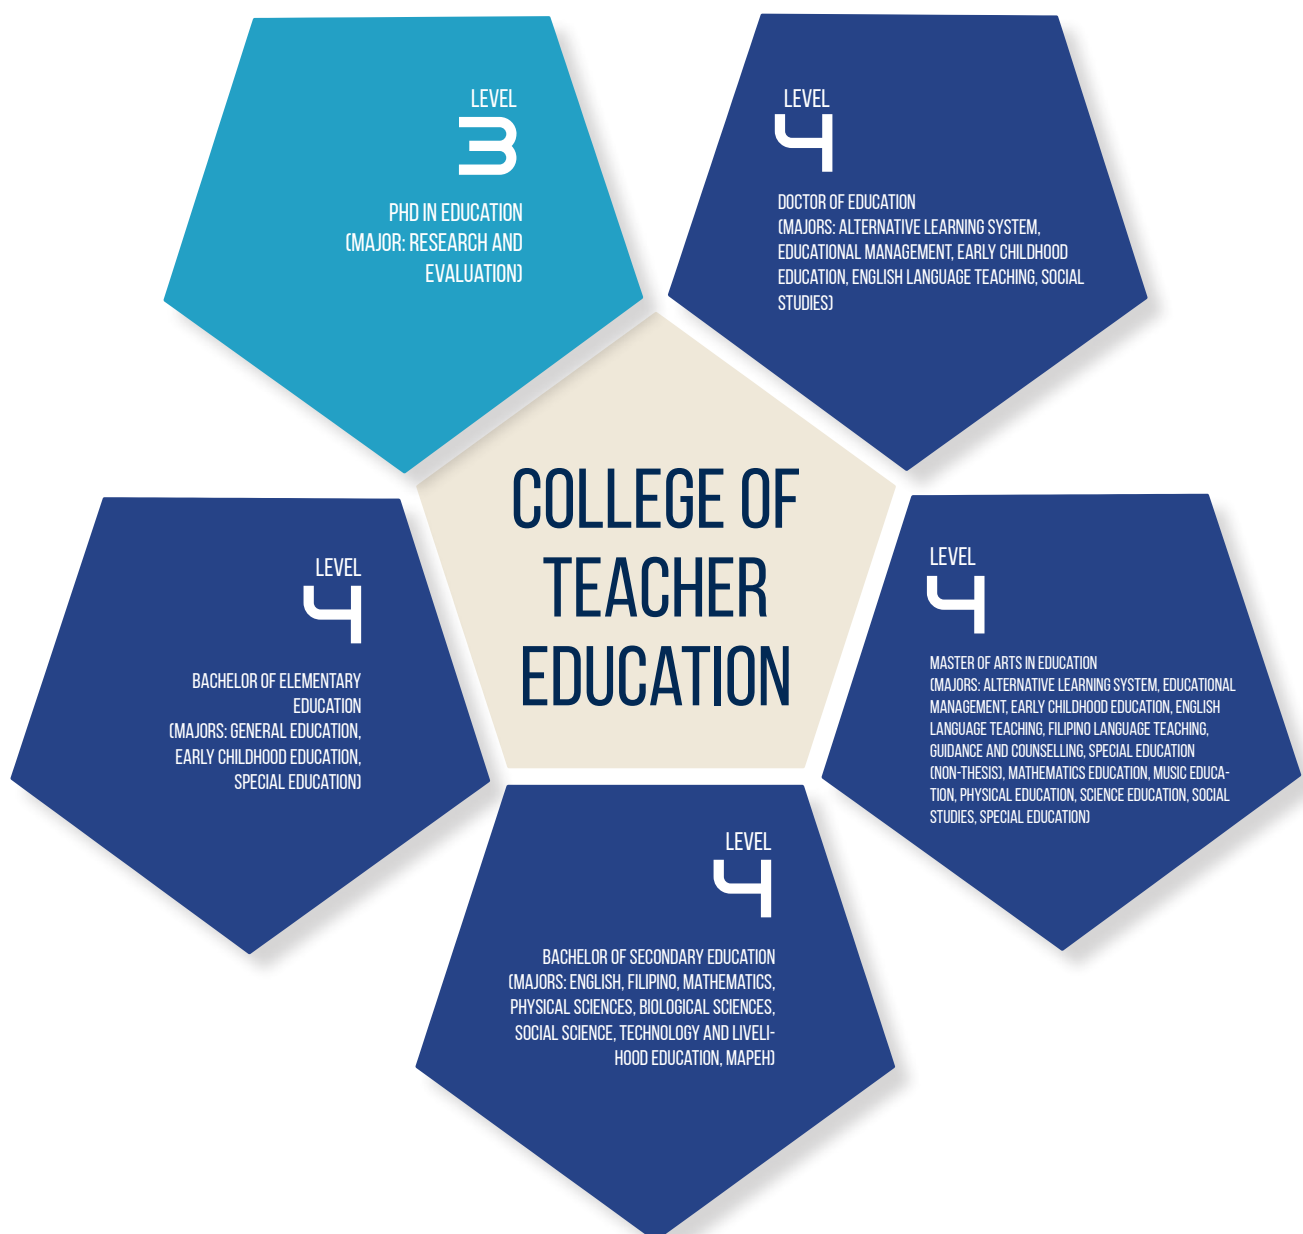 LEVEL
3
PHD IN EDUCATION
(MAJOR: RESEARCH AND
EVALUATION)
LEVEL
4
DOCTOR OF EDUCATION
(MAJORS: ALTERNATIVE LEARNING SYSTEM,
EDUCATIONAL MANAGEMENT, EARLY CHILDHOOD
EDUCATION, ENGLISH LANGUAGE TEACHING, SOCIAL
STUDIES)
COLLEGE OF
TEACHER
EDUCATION
LEVEL
4
BACHELOR OF ELEMENTARY
EDUCATION
(MAJORS: GENERAL EDUCATION,
EARLY CHILDHOOD EDUCATION,
SPECIAL EDUCATION)
LEVEL
4
MASTER OF ARTS IN EDUCATION
(MAJORS: ALTERNATIVE LEARNING SYSTEM, EDUCATIONAL
MANAGEMENT, EARLY CHILDHOOD EDUCATION, ENGLISH
LANGUAGE TEACHING, FILIPINO LANGUAGE TEACHING,
GUIDANCE AND COUNSELLING, SPECIAL EDUCATION
(NON-THESIS), MATHEMATICS EDUCATION, MUSIC EDUCA-
TION, PHYSICAL EDUCATION, SCIENCE EDUCATION, SOCIAL
STUDIES, SPECIAL EDUCATION)
LEVEL
4
BACHELOR OF SECONDARY EDUCATION
(MAJORS: ENGLISH, FILIPINO, MATHEMATICS,
PHYSICAL SCIENCES, BIOLOGICAL SCIENCES,
SOCIAL SCIENCE, TECHNOLOGY AND LIVELI-
HOOD EDUCATION, MAPEH)